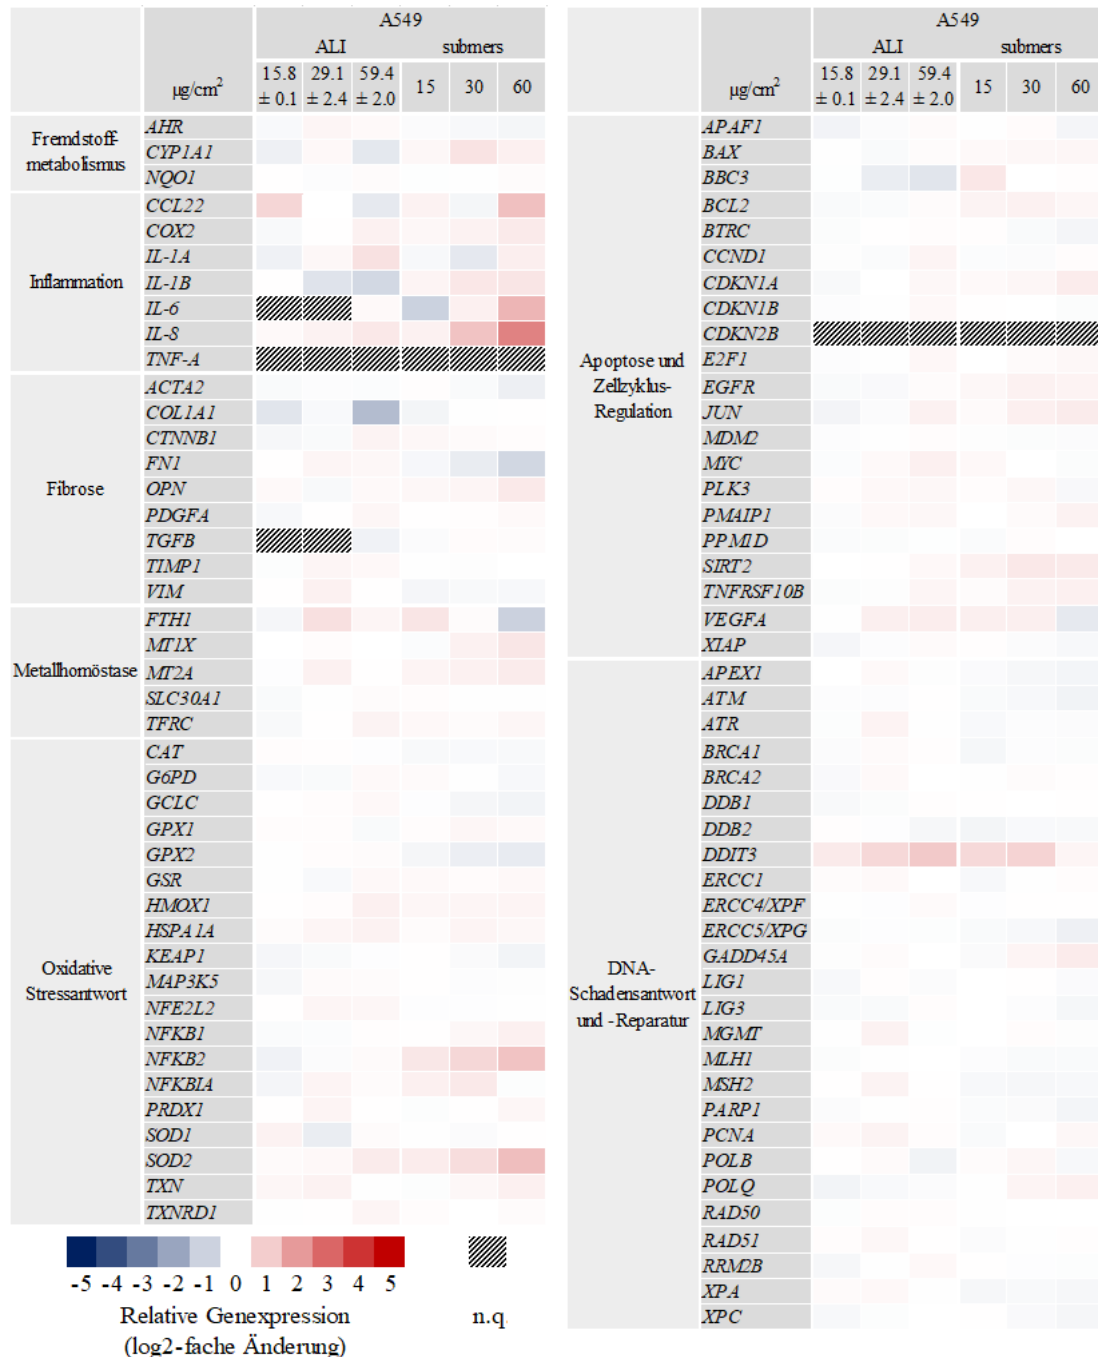 A549
ALI submers
µg/cm²
15.8 ± 0.1
29.1 ± 2.4
59.4 ± 2.0
15
30
60
Fremdstoff-
metabolismus
AHR
CYP1A1
NQO1
Inflammation
CCL22
COX2
IL-1A
IL-1B
IL-6
IL-8
TNF-A
Fibrose
ACTA2
COL1A1
CTNNB1
FN1
OPN
PDGFA
TGFB
TIMP1
VIM
Metallhomöstase
FTH1
MT1X
MT2A
SLC30A1
TFRC
Oxidative
Stressantwort
CAT
G6PD
GCLC
GPX1
GPX2
GSR
HMOX1
HSPA1A
KEAP1
MAP3K5
NFE2L2
NFKB1
NFKB2
NFKBIA
PRDX1
SOD1
SOD2
TXN
TXNRD1
-5 -4 -3 -2 -1 0 1 2 3 4 5
Relative Genexpression
(log2-fache Änderung)
n.q.
A549
ALI submers
µg/cm²
15.8 ± 0.1
29.1 ± 2.4
59.4 ± 2.0
15
30
60
Apoptose und
Zellzyklus-
Regulation
APAF1
BAX
BBC3
BCL2
BTRC
CCND1
CDKN1A
CDKN1B
CDKN2B
E2F1
EGFR
JUN
MDM2
MYC
PLK3
PMAIP1
PPM1D
SIRT2
TNFRSF10B
VEGFA
XIAP
DNA-
Schadensantwort
und -Reparatur
APEX1
ATM
ATR
BRCA1
BRCA2
DDB1
DDB2
DDIT3
ERCC1
ERCC4/XPF
ERCC5/XPG
GADD45A
LIG1
LIG3
MGMT
MLH1
MSH2
PARP1
PCNA
POLB
POLQ
RAD50
RAD51
RRM2B
XPA
XPC